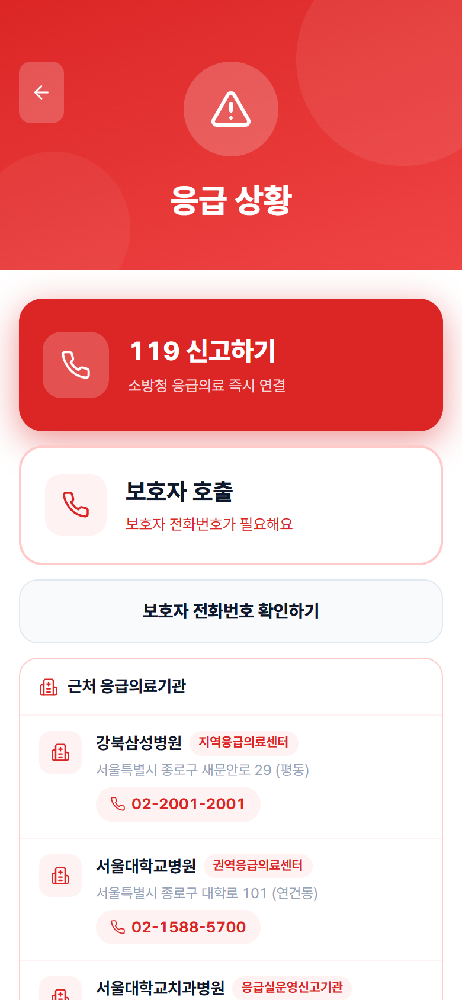 응급 상황
119 신고하기
소방청 응급의료 즉시 연결
보호자 호출
보호자 전화번호가 필요해요
보호자 전화번호 확인하기
근처 응급의료기관
강북삼성병원 지역응급의료센터
서울특별시 종로구 새문안로 29 (평동)
02-2001-2001
서울대학교병원 권역응급의료센터
서울특별시 종로구 대학로 101 (연건동)
02-1588-5700
서울대학교치과병원 응급실운영신고기관